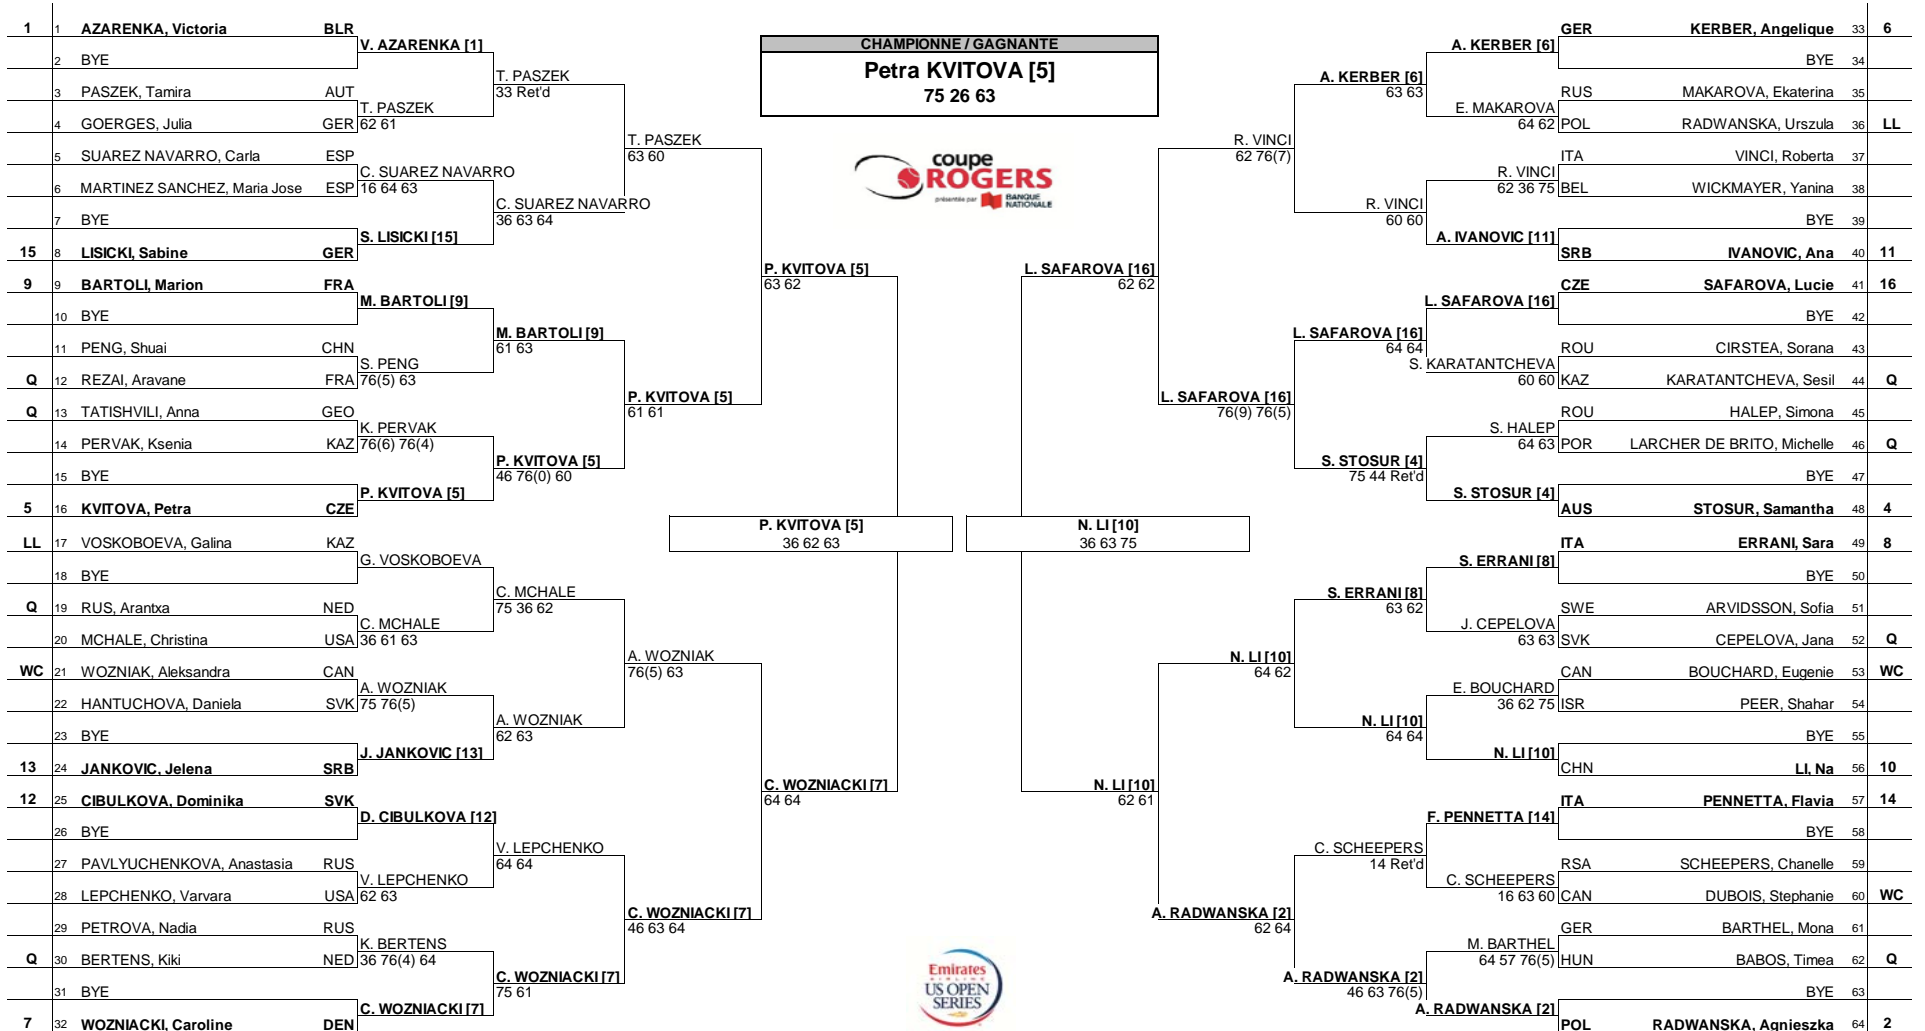 1 1 AZARENKA, Victoria BLR
2 BYE
3 PASZEK, Tamira AUT
4 GOERGES, Julia GER
5 SUAREZ NAVARRO, Carla ESP
6 MARTINEZ SANCHEZ, Maria Jose ESP
7 BYE
15 8 LISICKI, Sabine GER
9 9 BARTOLI, Marion FRA
10 BYE
11 PENG, Shuai CHN
Q 12 REZAI, Aravane FRA
Q 13 TATISHVILI, Anna GEO
14 PERVAK, Ksenia KAZ
15 BYE
5 16 KVITOVA, Petra CZE
LL 17 VOSKOBOEVA, Galina KAZ
18 BYE
Q 19 RUS, Arantxa NED
20 MCHALE, Christina USA
WC 21 WOZNIAK, Aleksandra CAN
22 HANTUCHOVA, Daniela SVK
23 BYE
13 24 JANKOVIC, Jelena SRB
12 25 CIBULKOVA, Dominika SVK
26 BYE
27 PAVLYUCHENKOVA, Anastasia RUS
28 LEPCHENKO, Varvara USA
29 PETROVA, Nadia RUS
Q 30 BERTENS, Kiki NED
31 BYE
7 32 WOZNIACKI, Caroline DEN
V. AZARENKA [1]
T. PASZEK
62 61
C. SUAREZ NAVARRO
16 64 63
S. LISICKI [15]
M. BARTOLI [9]
S. PENG
76(5) 63
K. PERVAK
76(6) 76(4)
P. KVITOVA [5]
G. VOSKOBOEVA
C. MCHALE
36 61 63
A. WOZNIAK
75 76(5)
J. JANKOVIC [13]
D. CIBULKOVA [12]
V. LEPCHENKO
62 63
K. BERTENS
36 76(4) 64
C. WOZNIACKI [7]
T. PASZEK
33 Ret'd
C. SUAREZ NAVARRO
36 63 64
M. BARTOLI [9]
61 63
P. KVITOVA [5]
46 76(0) 60
C. MCHALE
75 36 62
A. WOZNIAK
62 63
V. LEPCHENKO
64 64
C. WOZNIACKI [7]
75 61
T. PASZEK
63 60
P. KVITOVA [5]
61 61
A. WOZNIAK
76(5) 63
C. WOZNIACKI [7]
46 63 64
P. KVITOVA [5]
63 62
C. WOZNIACKI [7]
64 64
P. KVITOVA [5]
36 62 63
CHAMPIONNE / GAGNANTE
Petra KVITOVA [5]
75 26 63
coupe
ROGERS
présentée par BANQUE
NATIONALE
Emirates
AIRLINE
US OPEN
SERIES
N. LI [10]
36 63 75
L. SAFAROVA [16]
62 62
N. LI [10]
62 61
R. VINCI
62 76(7)
L. SAFAROVA [16]
76(9) 76(5)
N. LI [10]
64 62
A. RADWANSKA [2]
62 64
A. KERBER [6]
63 63
R. VINCI
60 60
L. SAFAROVA [16]
64 64
S. STOSUR [4]
75 44 Ret'd
S. ERRANI [8]
63 62
N. LI [10]
64 64
C. SCHEEPERS
14 Ret'd
A. RADWANSKA [2]
46 63 76(5)
A. KERBER [6]
E. MAKAROVA
64 62
R. VINCI
62 36 75
A. IVANOVIC [11]
L. SAFAROVA [16]
S. KARATANTCHEVA
60 60
S. HALEP
64 63
S. STOSUR [4]
S. ERRANI [8]
J. CEPELOVA
63 63
E. BOUCHARD
36 62 75
N. LI [10]
F. PENNETTA [14]
C. SCHEEPERS
16 63 60
M. BARTHEL
64 57 76(5)
A. RADWANSKA [2]
GER KERBER, Angelique 33 6
BYE 34
RUS MAKAROVA, Ekaterina 35
POL RADWANSKA, Urszula 36 LL
ITA VINCI, Roberta 37
BEL WICKMAYER, Yanina 38
BYE 39
SRB IVANOVIC, Ana 40 11
CZE SAFAROVA, Lucie 41 16
BYE 42
ROU CIRSTEA, Sorana 43
KAZ KARATANTCHEVA, Sesil 44 Q
ROU HALEP, Simona 45
POR LARCHER DE BRITO, Michelle 46 Q
BYE 47
AUS STOSUR, Samantha 48 4
ITA ERRANI, Sara 49 8
BYE 50
SWE ARVIDSSON, Sofia 51
SVK CEPELOVA, Jana 52 Q
CAN BOUCHARD, Eugenie 53 WC
ISR PEER, Shahar 54
BYE 55
CHN LI, Na 56 10
ITA PENNETTA, Flavia 57 14
BYE 58
RSA SCHEEPERS, Chanelle 59
CAN DUBOIS, Stephanie 60 WC
GER BARTHEL, Mona 61
HUN BABOS, Timea 62 Q
BYE 63
POL RADWANSKA, Agnieszka 64 2